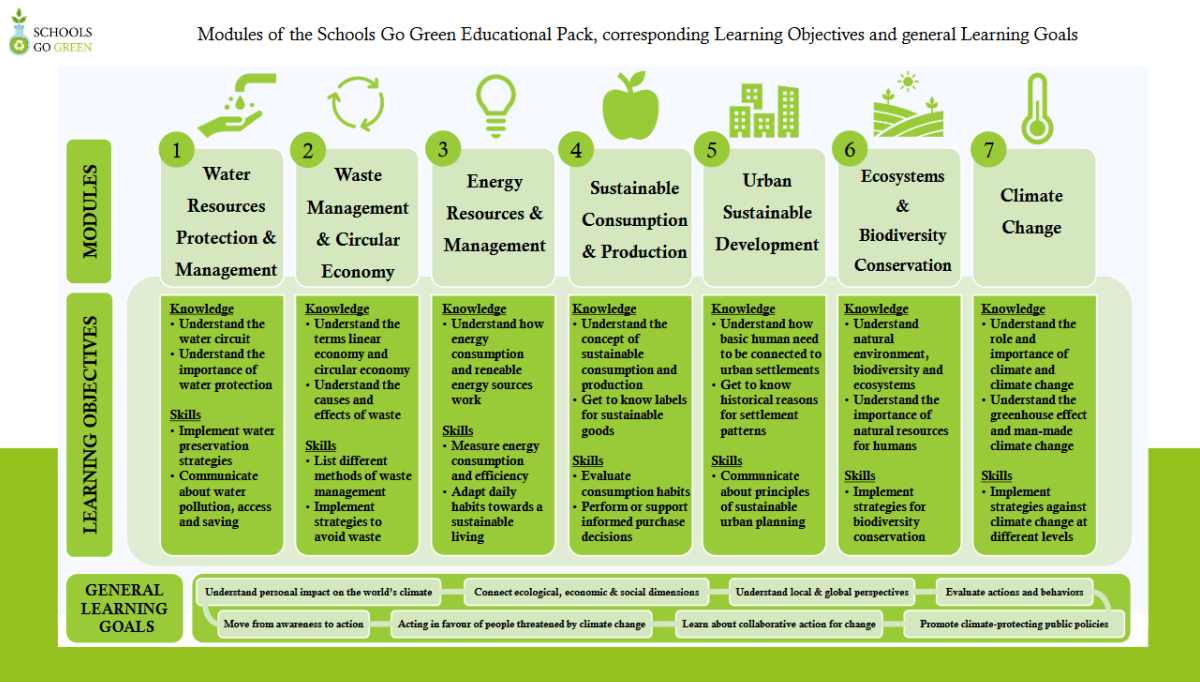 SCHOOLS
GO GREEN
Modules of the Schools Go Green Educational Pack, corresponding Learning Objectives and general Learning Goals
MODULES
1
Water
Resources
Protection &
Management
2
Waste
Management
& Circular
Economy
3
Energy
Resources &
Management
4
Sustainable
Consumption
& Production
5
Urban
Sustainable
Development
6
Ecosystems
&
Biodiversity
Conservation
7
Climate
Change
LEARNING OBJECTIVES
Knowledge
• Understand the
water circuit
• Understand the
importance of
water protection
Skills
• Implement water
preservation
strategies
• Communicate
about water
pollution, access
and saving
Knowledge
• Understand the
terms linear
economy and
circular economy
• Understand the
causes and
effects of waste
Skills
• List different
methods of waste
management
• Implement
strategies to
avoid waste
Knowledge
• Understand how
energy
consumption
and reneable
energy sources
work
Skills
• Measure energy
consumption
and efficiency
• Adapt daily
habits towards a
sustainable
living
Knowledge
• Understand the
concept of
sustainable
consumption and
production
• Get to know labels
for sustainable
goods
Skills
• Evaluate
consumption habits
• Perform or support
informed purchase
decisions
Knowledge
• Understand how
basic human need
to be connected to
urban settlements
• Get to know
historical reasons
for settlement
patterns
Skills
• Communicate
about principles
of sustainable
urban planning
Knowledge
• Understand
natural
environment,
biodiversity and
ecosystems
• Understand the
importance of
natural resources
for humans
Skills
• Implement
strategies for
biodiversity
conservation
Knowledge
• Understand the
role and
importance of
climate and
climate change
• Understand the
greenhouse effect
and man-made
climate change
Skills
• Implement
strategies against
climate change at
different levels
GENERAL
LEARNING
GOALS
Understand personal impact on the world's climate
Connect ecological, economic & social dimensions
Understand local & global perspectives
Evaluate actions and behaviors
Move from awareness to action
Acting in favour of people threatened by climate change
Learn about collaborative action for change
Promote climate-protecting public policies